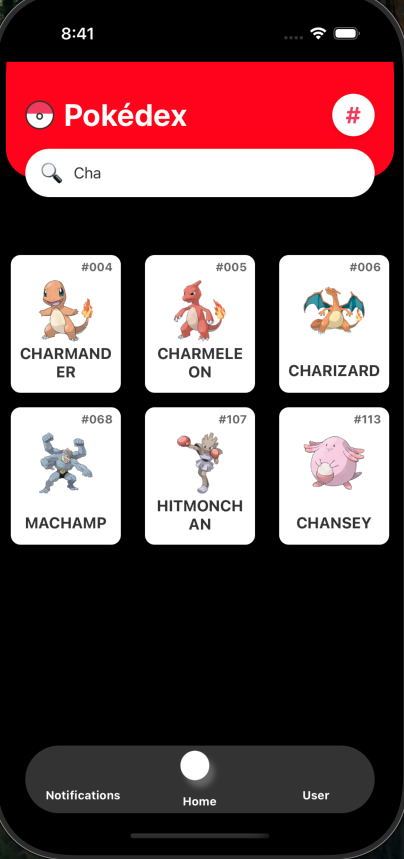 8:41
Pokédex
#
Cha
#004
CHARMAND
ER
#005
CHARMELE
ON
#006
CHARIZARD
#068
MACHAMP
#107
HITMONCH
AN
#113
CHANSEY
Notifications
Home
User